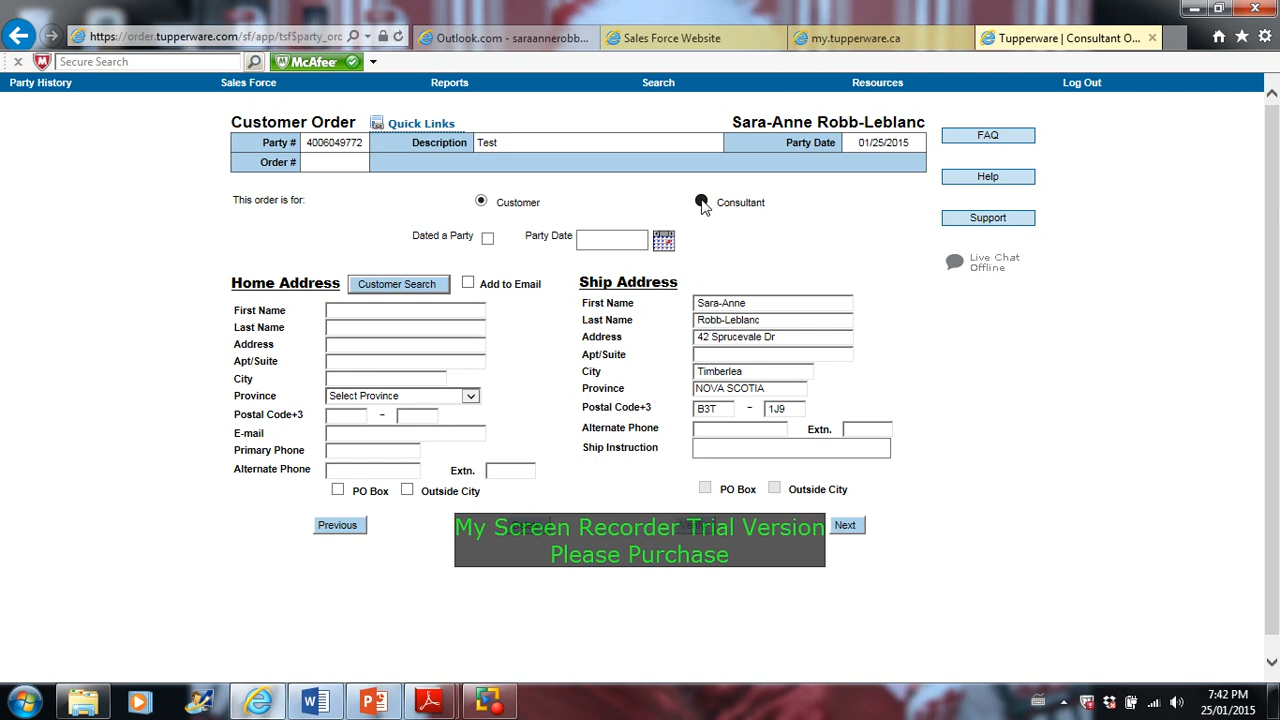 https://order.tupperware.com/sf/app/tsf$party_orc
Outlook.com - saraannerobb...
Sales Force Website
my.tupperware.ca
Tupperware | Consultant O...
Secure Search
McAfee
Party History
Sales Force
Reports
Search
Resources
Log Out
Customer Order
Quick Links
Sara-Anne Robb-Leblanc
Party # 4006049772 Description Test Party Date 01/25/2015
Order #
FAQ
Help
Support
Live Chat
Offline
This order is for: Customer Consultant
Dated a Party Party Date
Home Address Customer Search Add to Email
First Name
Last Name
Address
Apt/Suite
City
Province Select Province
Postal Code+3 -
E-mail
Primary Phone
Alternate Phone Extn.
PO Box Outside City
Ship Address
First Name Sara-Anne
Last Name Robb-Leblanc
Address 42 Sprucevale Dr
Apt/Suite
City Timberlea
Province NOVA SCOTIA
Postal Code+3 B3T - 1J9
Alternate Phone Extn.
Ship Instruction
PO Box Outside City
Previous
Next
My Screen Recorder Trial Version
Please Purchase
7:42 PM
25/01/2015